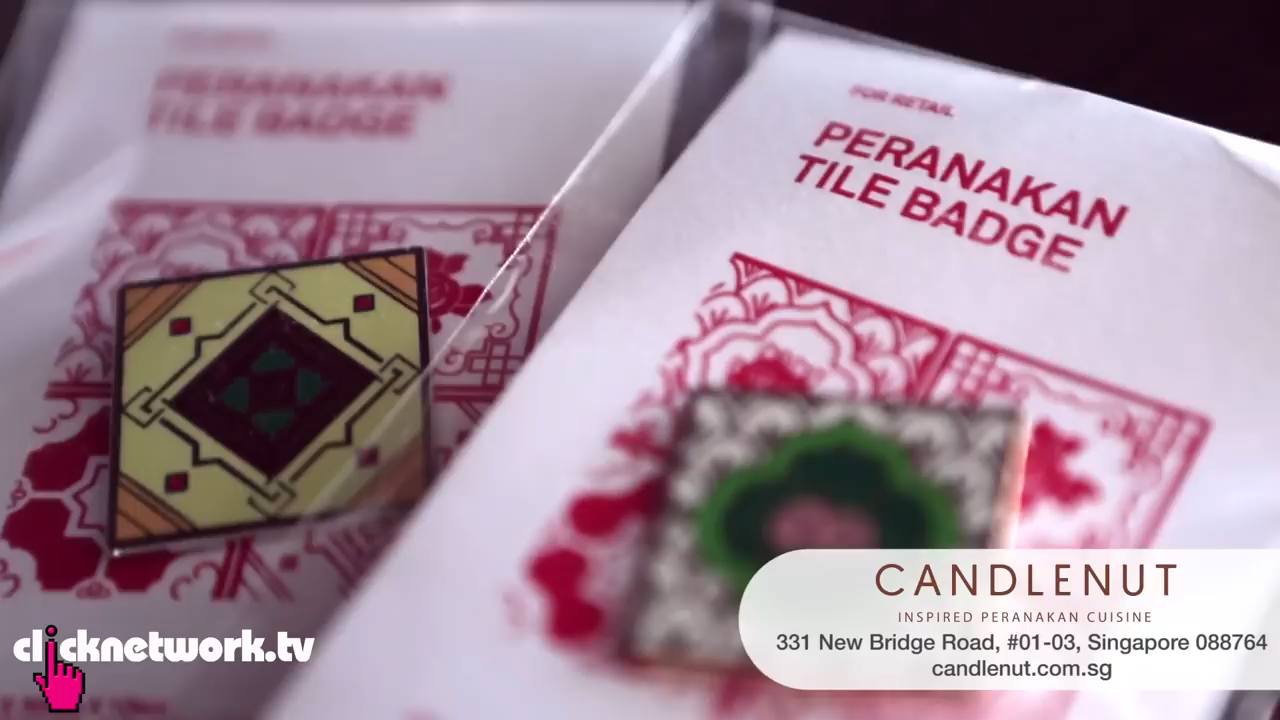 PERANAKAN
TILE BADGE
FOR RETAIL
PERANAKAN
TILE BADGE
CANDLENUT
INSPIRED PERANAKAN CUISINE
331 New Bridge Road, #01-03, Singapore 088764
candlenut.com.sg
clicknetwork.tv